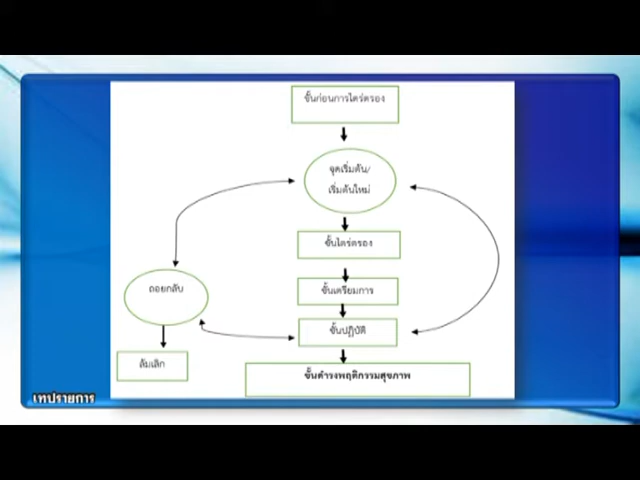 ขั้นก่อนการไตร่ตรอง
จุดเริ่มต้น/
เริ่มต้นใหม่
ขั้นไตร่ตรอง
ถอยกลับ
ขั้นเตรียมการ
ขั้นปฏิบัติ
ล้มเลิก
ขั้นดำรงพฤติกรรมสุขภาพ
เทปรายการ